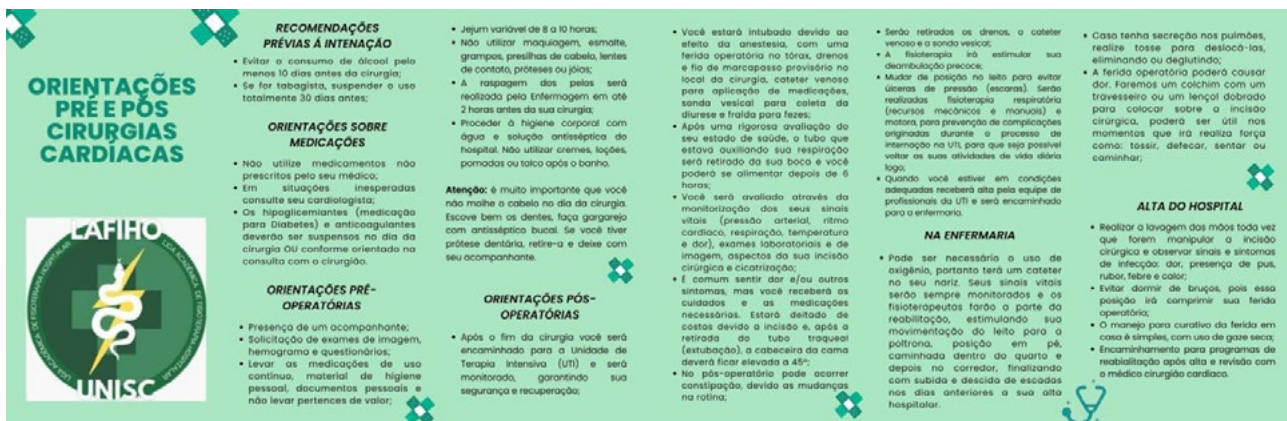 ORIENTAÇÕES
PRÉ E PÓS
CIRURGIAS
CARDÍACAS
LAFIHO
LIGA ACADÊMICA DE FISIOTERAPIA HOSPITALAR
UNISC
RECOMENDAÇÕES
PRÉVIAS Á INTENAÇÃO
• Evitar o consumo de álcool pelo
menos 10 dias antes da cirurgia;
• Se for tabagista, suspender o uso
totalmente 30 dias antes;
ORIENTAÇÕES SOBRE
MEDICAÇÕES
• Não utilize medicamentos não
prescritos pelo seu médico;
• Em situações inesperadas
consulte seu cardiologista;
• Os hipoglicemiantes (medicação
para Diabetes) e anticoagulantes
deverão ser suspensos no dia da
cirurgia OU conforme orientado na
consulta com o cirurgião.
ORIENTAÇÕES PRÉ-
OPERATÓRIAS
• Presença de um acompanhante;
• Solicitação de exames de imagem,
hemograma e questionários;
• Levar as medicações de uso
contínuo, material de higiene
pessoal, documentos pessoais e
não levar pertences de valor;
• Jejum variável de 8 a 10 horas;
• Não utilizar maquiagem, esmalte,
grampos, presilhas de cabelo, lentes
de contato, próteses ou jóias;
• A raspagem dos pelos será
realizada pela Enfermagem em até
2 horas antes da sua cirurgia;
• Proceder à higiene corporal com
água e solução antisséptica do
hospital. Não utilizar cremes, loções,
pomadas ou talco após o banho.
Atenção: é muito importante que você
não molhe o cabelo no dia da cirurgia.
Escove bem os dentes, faça gargarejo
com antisséptico bucal. Se você tiver
prótese dentária, retire-a e deixe com
seu acompanhante.
ORIENTAÇÕES PÓS-
OPERATÓRIAS
• Após o fim da cirurgia você será
encaminhado para a Unidade de
Terapia Intensiva (UTI) e será
monitorado, garantindo sua
segurança e recuperação;
• Você estará intubado devido ao
efeito da anestesia, com uma
ferida operatória no tórax, drenos
e fio de marcapasso provisório no
local da cirurgia, cateter venoso
para aplicação de medicações,
sonda vesical para coleta da
diurese e fralda para fezes;
• Após uma rigorosa avaliação do
seu estado de saúde, o tubo que
estava auxiliando sua respiração
será retirado da sua boca e você
poderá se alimentar depois de 6
horas;
• Você será avaliado através da
monitorização dos seus sinais
vitais (pressão arterial, ritmo
cardíaco, respiração, temperatura
e dor), exames laboratoriais e de
imagem, aspectos da sua incisão
cirúrgica e cicatrização;
• É comum sentir dor e/ou outros
sintomas, mas você receberá os
cuidados e as medicações
necessárias. Estará deitado de
costas devido a incisão e, após a
retirada do tubo traqueal
(extubação), a cabeceira da cama
deverá ficar elevada a 45º;
• No pós-operatório pode ocorrer
constipação, devido as mudanças
na rotina;
• Serão retirados os drenos, o cateter
venoso e a sonda vesical;
• A fisioterapia irá estimular sua
deambulação precoce;
• Mudar de posição no leito para evitar
úlceras de pressão (escaras). Serão
realizadas fisioterapia respiratória
(recursos mecânicos e manuais) e
motora, para prevenção de complicações
originadas durante o processo de
internação na UTI, para que seja possível
voltar as suas atividades de vida diária
logo;
• Quando você estiver em condições
adequadas receberá alta pela equipe de
profissionais da UTI e será encaminhado
para a enfermaria.
NA ENFERMARIA
• Pode ser necessário o uso de
oxigênio, portanto terá um cateter
no seu nariz. Seus sinais vitais
serão sempre monitorados e os
fisioterapeutas farão a parte da
reabilitação, estimulando sua
movimentação do leito para a
poltrona, posição em pé,
caminhada dentro do quarto e
depois no corredor, finalizando
com subida e descida de escadas
nos dias anteriores a sua alta
hospitalar.
• Caso tenha secreção nos pulmões,
realize tosse para deslocá-las,
eliminando ou deglutindo;
• A ferida operatória poderá causar
dor. Faremos um colchim com um
travesseiro ou um lençol dobrado
para colocar sobre a incisão
cirúrgica, poderá ser útil nos
momentos que irá realiza força
como: tossir, defecar, sentar ou
caminhar;
ALTA DO HOSPITAL
• Realizar a lavagem das mãos toda vez
que forem manipular a incisão
cirúrgica e observar sinais e sintomas
de infecção: dor, presença de pus,
rubor, febre e calor;
• Evitar dormir de bruços, pois essa
posição irá comprimir sua ferida
operatória;
• O manejo para curativo da ferida em
casa é simples, com uso de gaze seca;
• Encaminhamento para programas de
reabilitação após alta e revisão com
o médico cirurgião cardíaco.